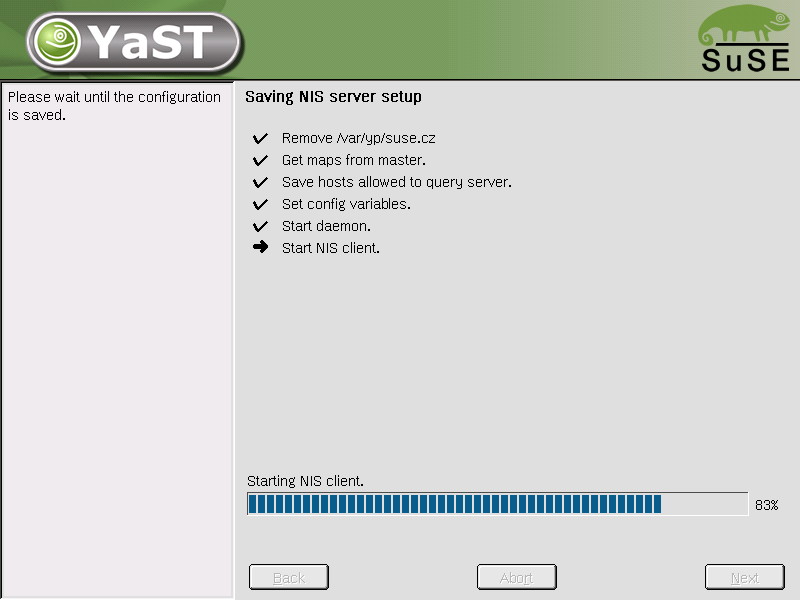 YaST
SuSE
Please wait until the configuration
is saved.
Saving NIS server setup
Remove /var/yp/suse.cz
Get maps from master.
Save hosts allowed to query server.
Set config variables.
Start daemon.
Start NIS client.
Starting NIS client.
83%
Back
Abort
Next